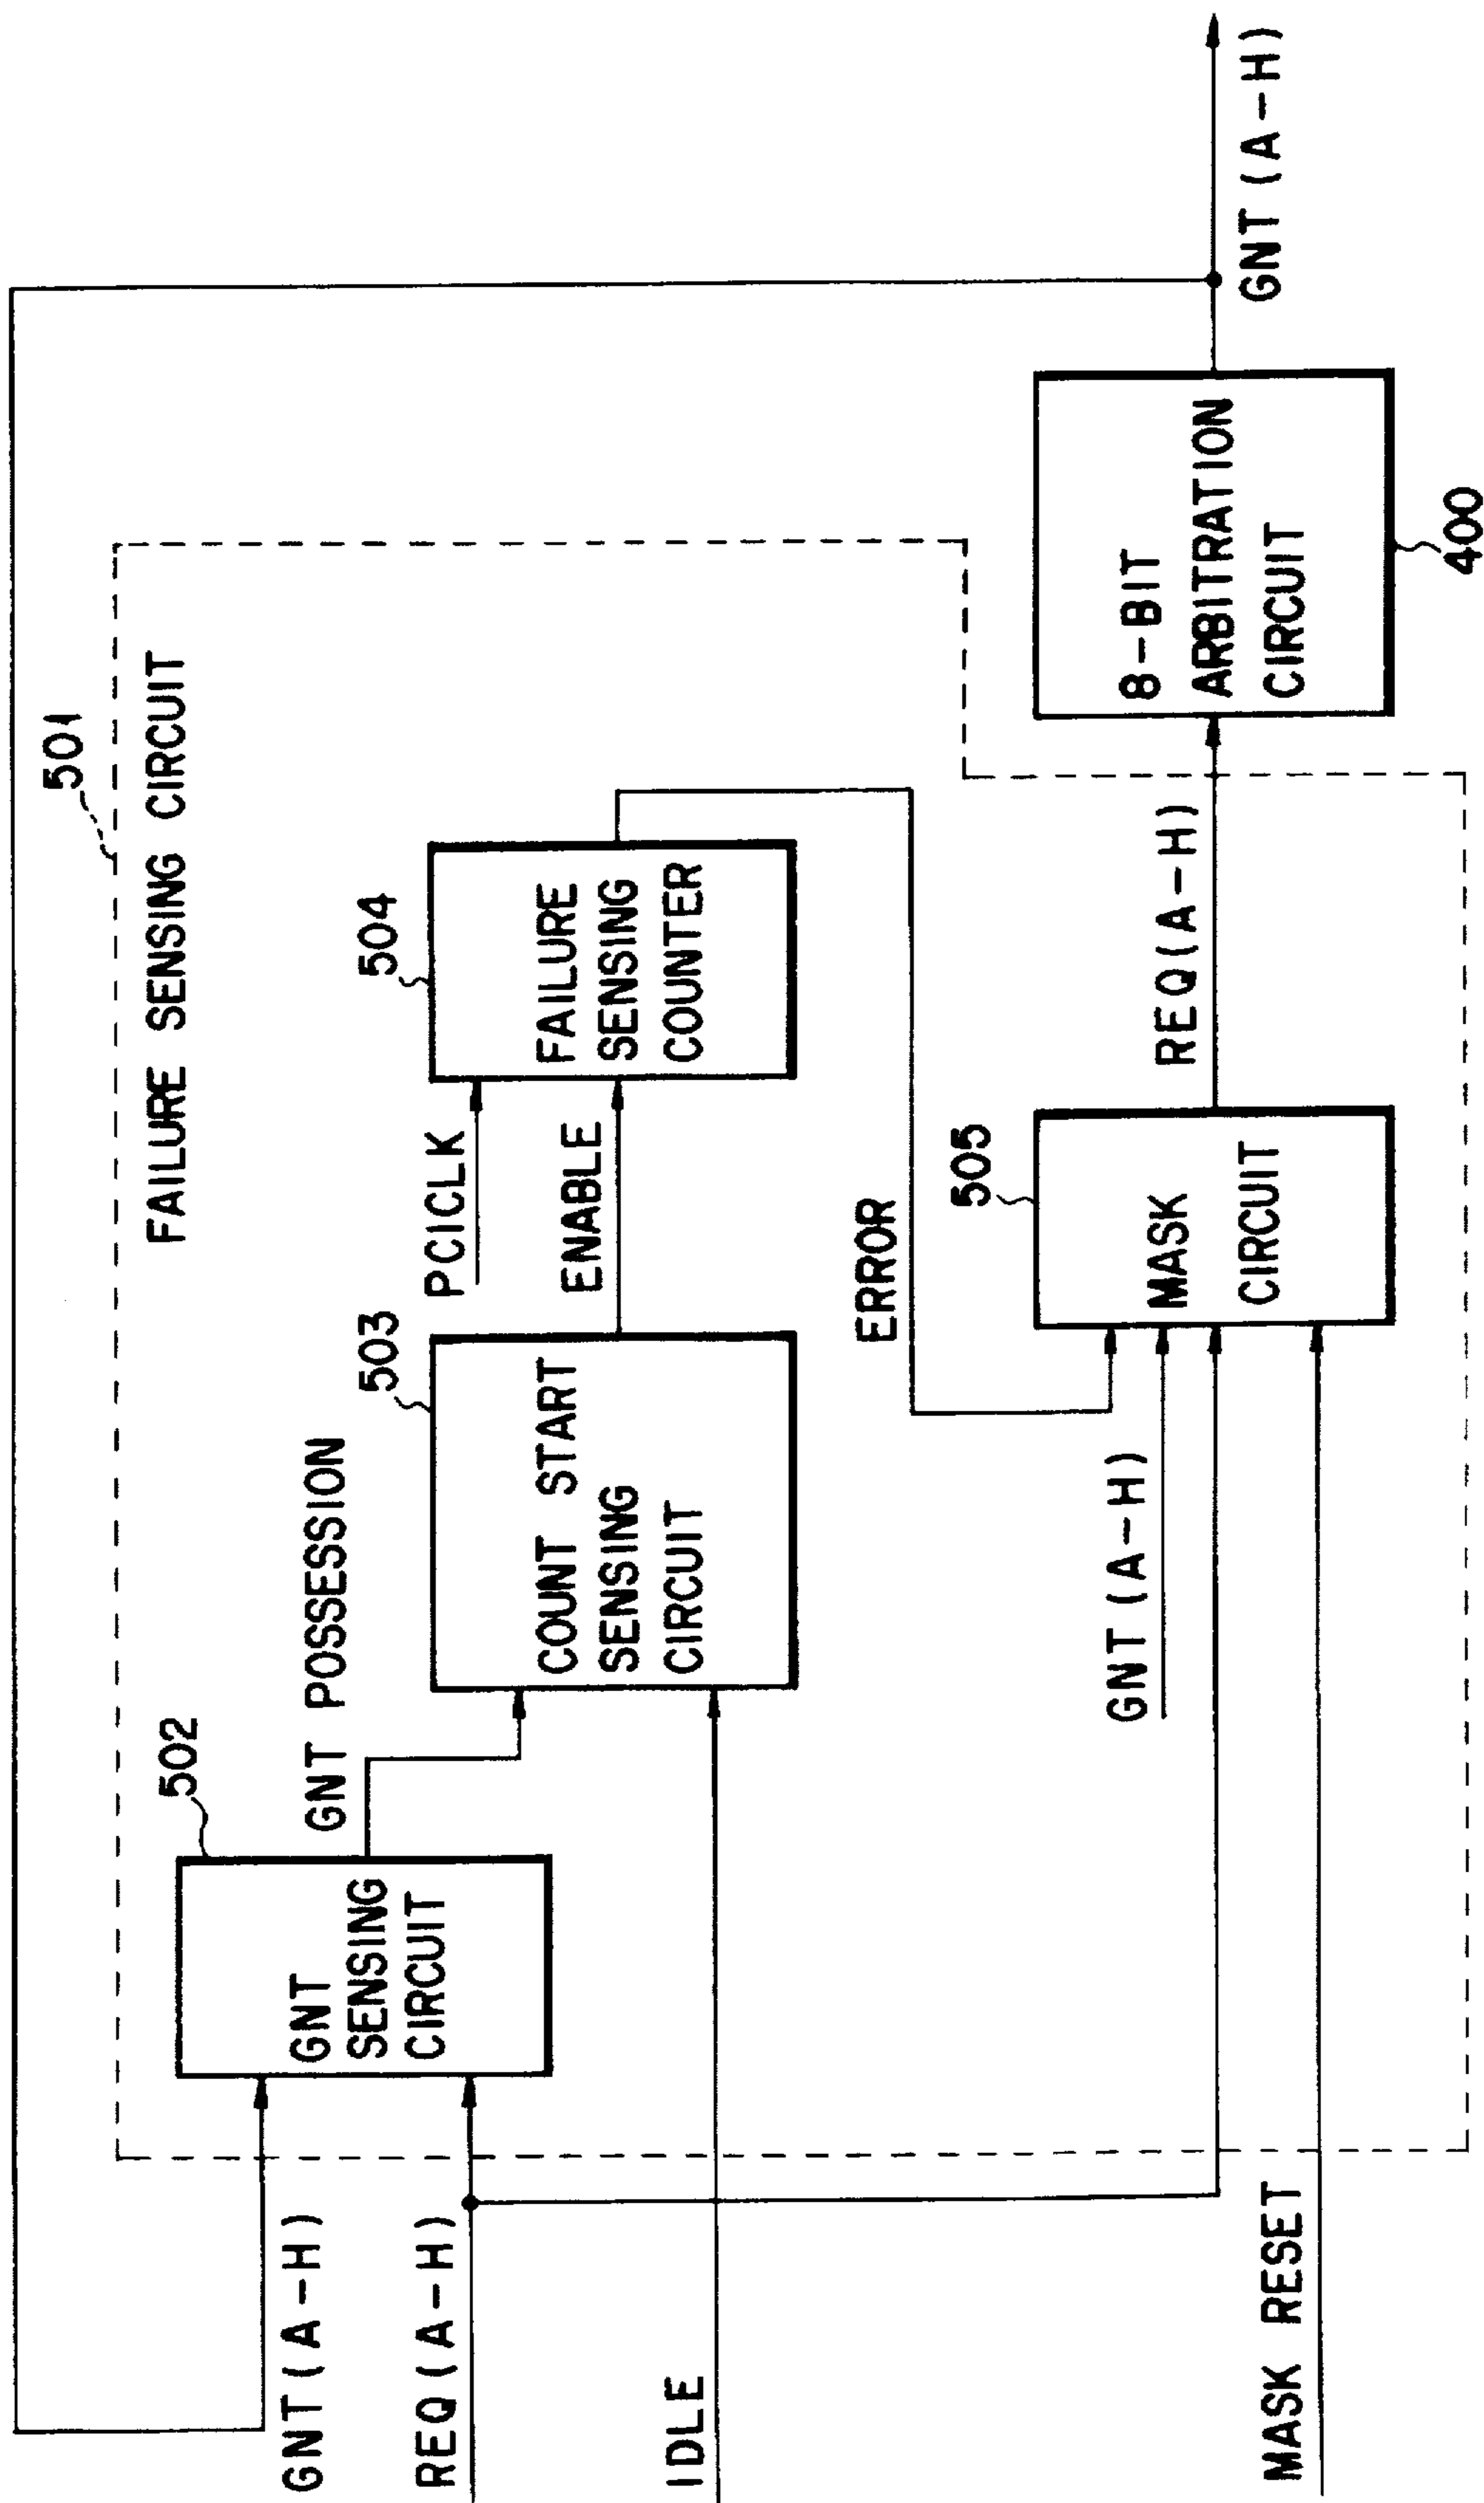 501
FAILURE SENSING CIRCUIT
502
GNT
SENSING
CIRCUIT
GNT POSSESSION
503
COUNT START
SENSING
CIRCUIT
504
FAILURE
SENSING
COUNTER
PCICLK
ENABLE
GNT(A-H)
REQ(A-H)
IDLE
ERROR
505
MASK
CIRCUIT
GNT(A-H)
REQ(A-H)
8-BIT
ARBITRATION
CIRCUIT
400
GNT(A-H)
MASK RESET